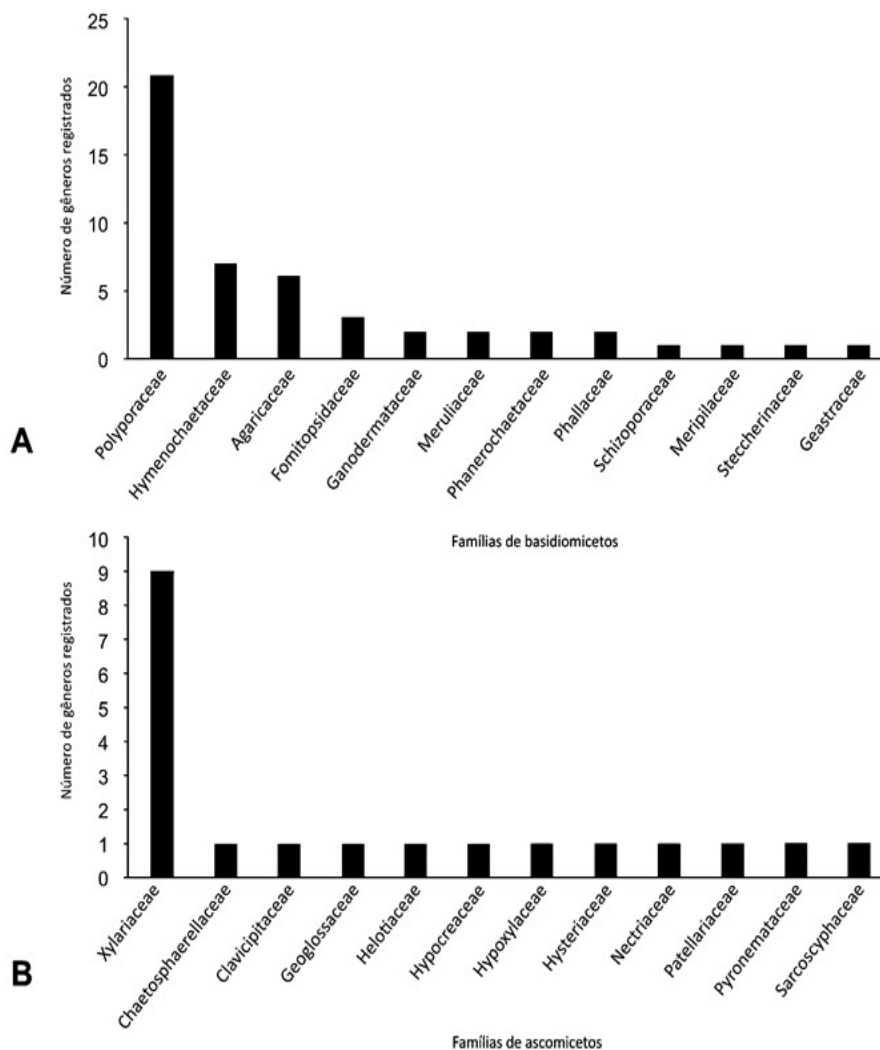 Número de gêneros registrados
25
20
15
10
5
0
Polyporaceae
Hymenochaetaceae
Agaricaceae
Fomitopsidaceae
Ganodermataceae
Meruliaceae
Phanerochaetaceae
Phallaceae
Schizoporaceae
Meripilaceae
Steccherinaceae
Geastraceae
A
Famílias de basidiomicetos
Número de gêneros registrados
10
9
8
7
6
5
4
3
2
1
0
Xylariaceae
Chaetosphaerellaceae
Clavicipitaceae
Geoglossaceae
Helotiaceae
Hypocreaceae
Hypoxylaceae
Hysteriaceae
Nectriaceae
Patellariaceae
Pyronemataceae
Sarcoscyphaceae
B
Famílias de ascomicetos